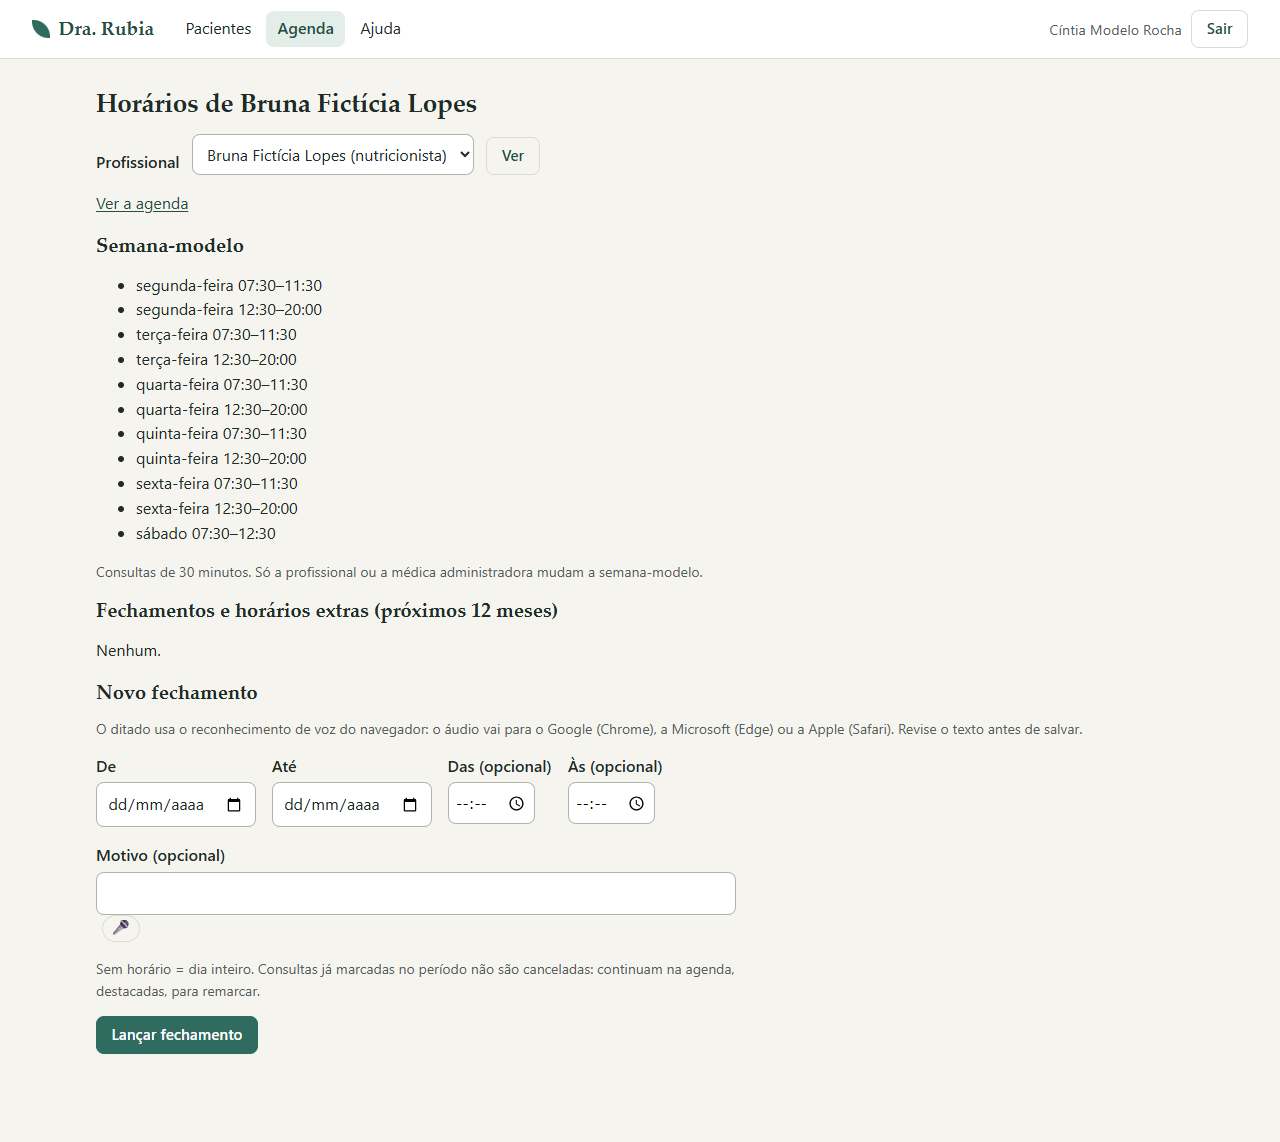 Dra. Rubia Pacientes Agenda Ajuda Cíntia Modelo Rocha Sair
Horários de Bruna Fictícia Lopes
Profissional Bruna Fictícia Lopes (nutricionista) Ver
Ver a agenda
Semana-modelo
segunda-feira 07:30–11:30
segunda-feira 12:30–20:00
terça-feira 07:30–11:30
terça-feira 12:30–20:00
quarta-feira 07:30–11:30
quarta-feira 12:30–20:00
quinta-feira 07:30–11:30
quinta-feira 12:30–20:00
sexta-feira 07:30–11:30
sexta-feira 12:30–20:00
sábado 07:30–12:30
Consultas de 30 minutos. Só a profissional ou a médica administradora mudam a semana-modelo.
Fechamentos e horários extras (próximos 12 meses)
Nenhum.
Novo fechamento
O ditado usa o reconhecimento de voz do navegador: o áudio vai para o Google (Chrome), a Microsoft (Edge) ou a Apple (Safari). Revise o texto antes de salvar.
De Até Das (opcional) Às (opcional)
dd/mm/aaaa dd/mm/aaaa --:-- --:--
Motivo (opcional)
Sem horário = dia inteiro. Consultas já marcadas no período não são canceladas: continuam na agenda,
destacadas, para remarcar.
Lançar fechamento